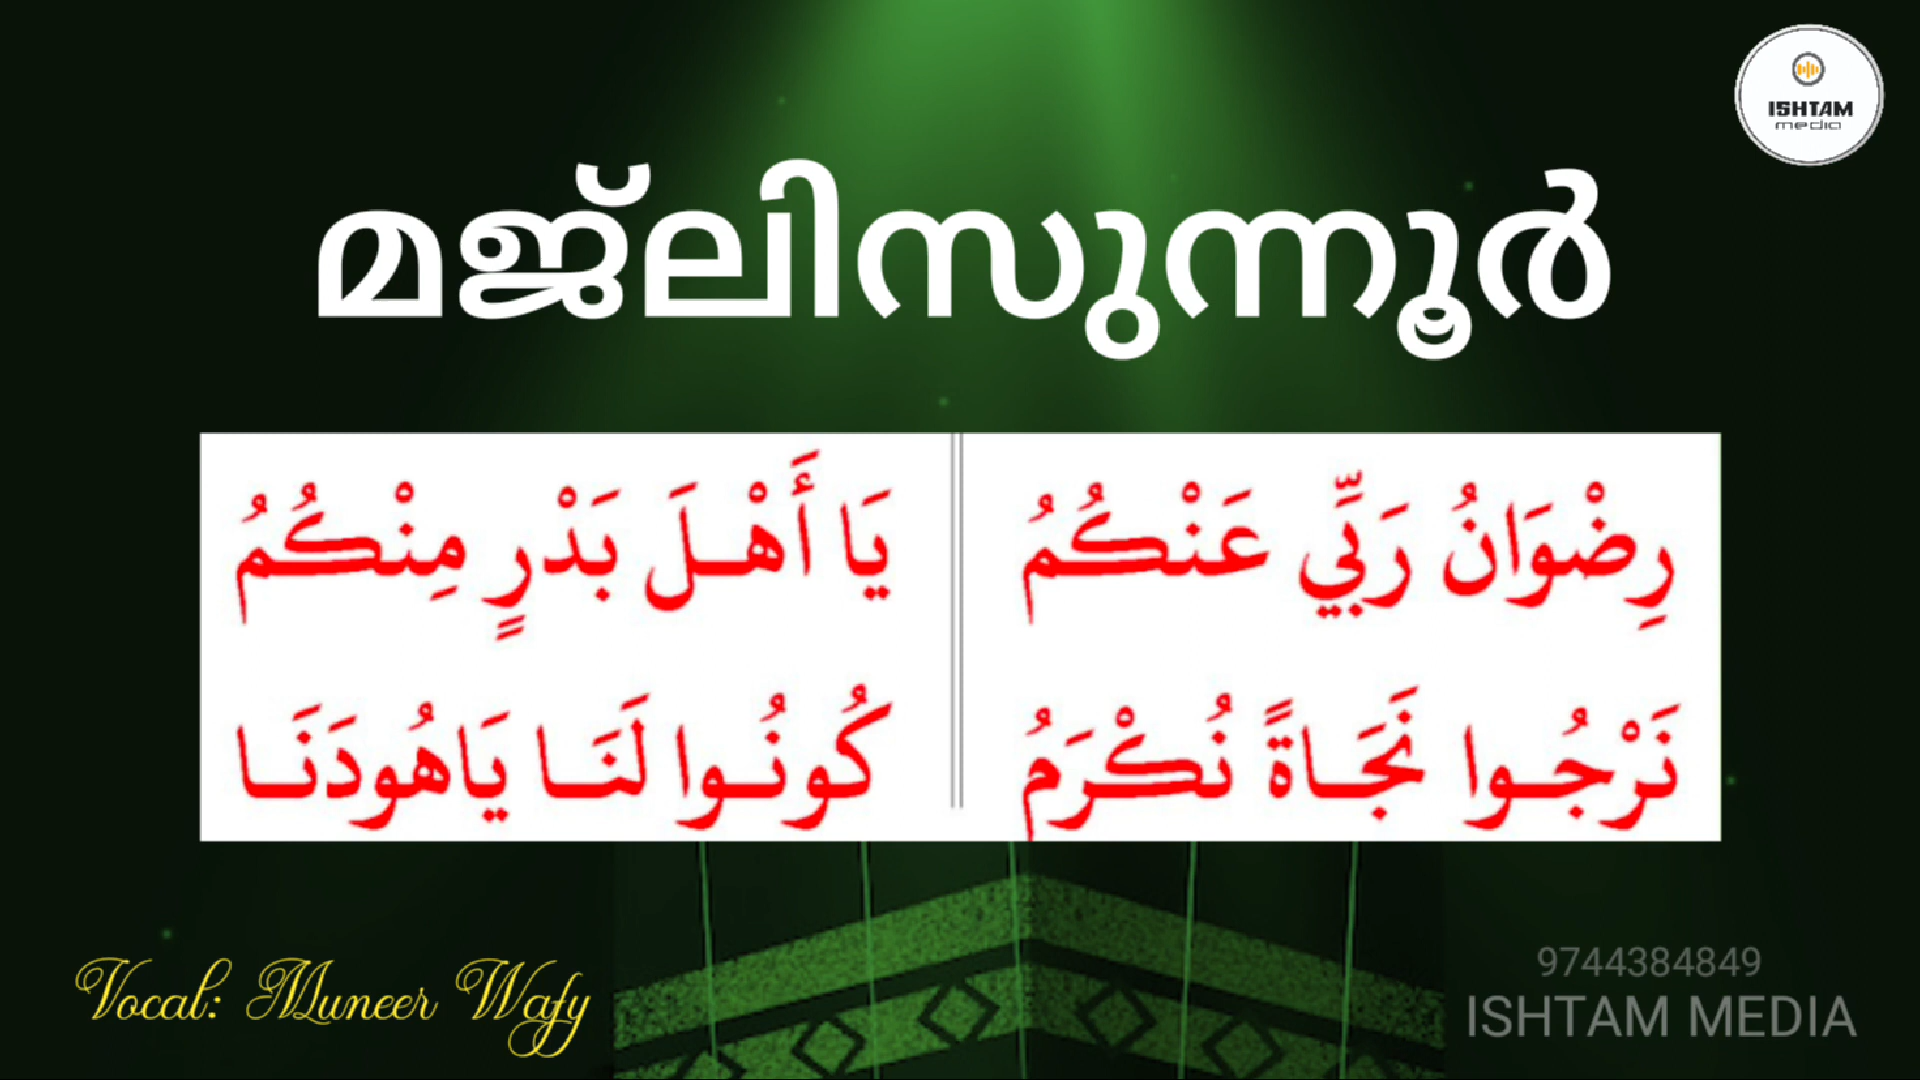 ISHTAM
media
മജ്ലിസുന്നൂർ
رِضْوَانُ رَبِّي عَنْكُمُ يَا أَهْلَ بَدْرٍ مِنْكُمُ
نَرْجُوا نَجَاةً نُكْرَمُ كُونُوا لَنَا يَاهُودَنَا
Vocal: Muneer Wafy
9744384849
ISHTAM MEDIA